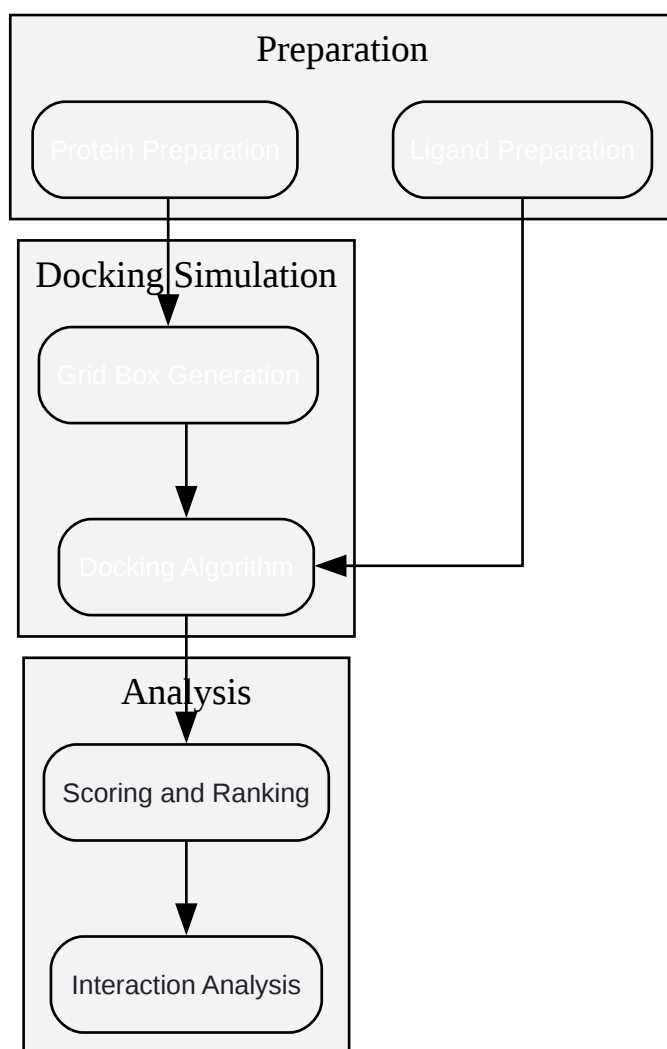 Preparation
Protein Preparation
Ligand Preparation
Docking Simulation
Grid Box Generation
Docking Algorithm
Analysis
Scoring and Ranking
Interaction Analysis